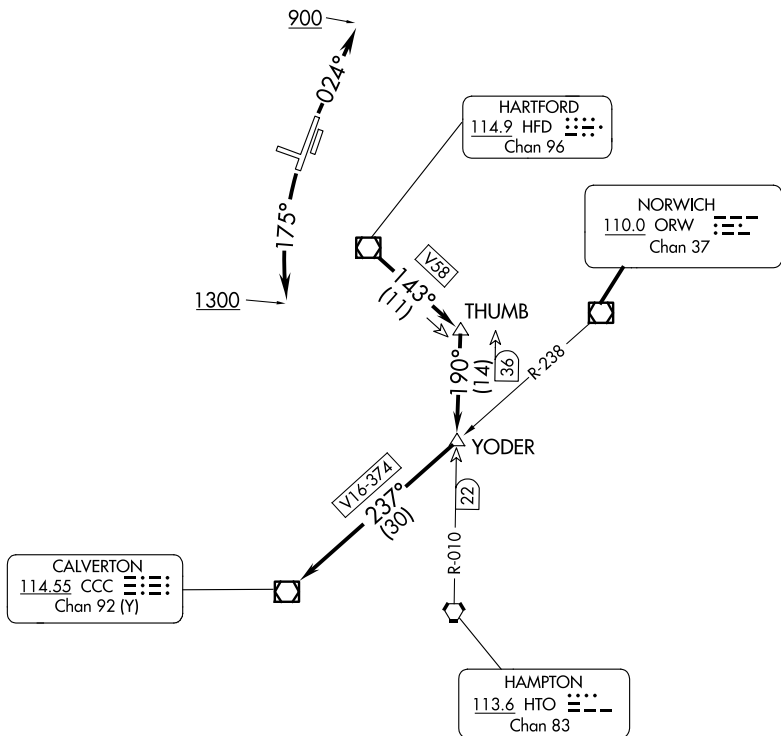 900
024°
175°
1300
HARTFORD
114.9 HFD
Chan 96
NORWICH
110.0 ORW
Chan 37
V58
143°
(11)
THUMB
190°
(14)
36
R-238
YODER
V16-374
237°
(30)
22
R-010
CALVERTON
114.55 CCC
Chan 92 (Y)
HAMPTON
113.6 HTO
Chan 83